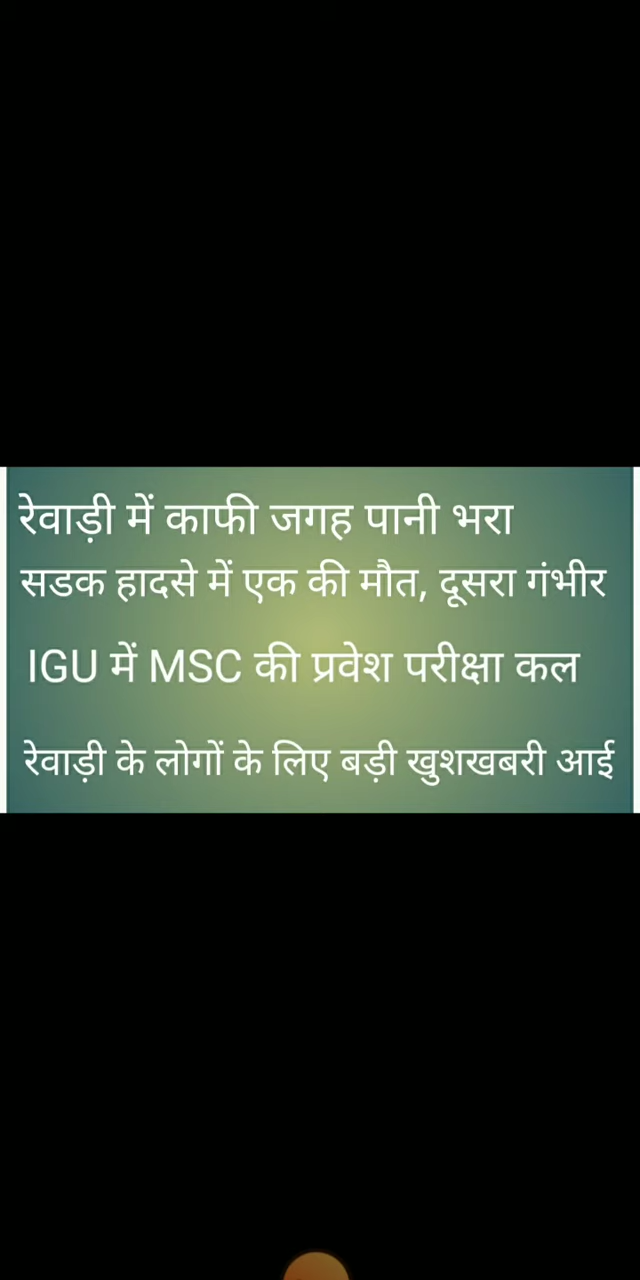 रेवाड़ी में काफी जगह पानी भरा
सडक हादसे में एक की मौत, दूसरा गंभीर
IGU में MSC की प्रवेश परीक्षा कल
रेवाड़ी के लोगों के लिए बड़ी खुशखबरी आई